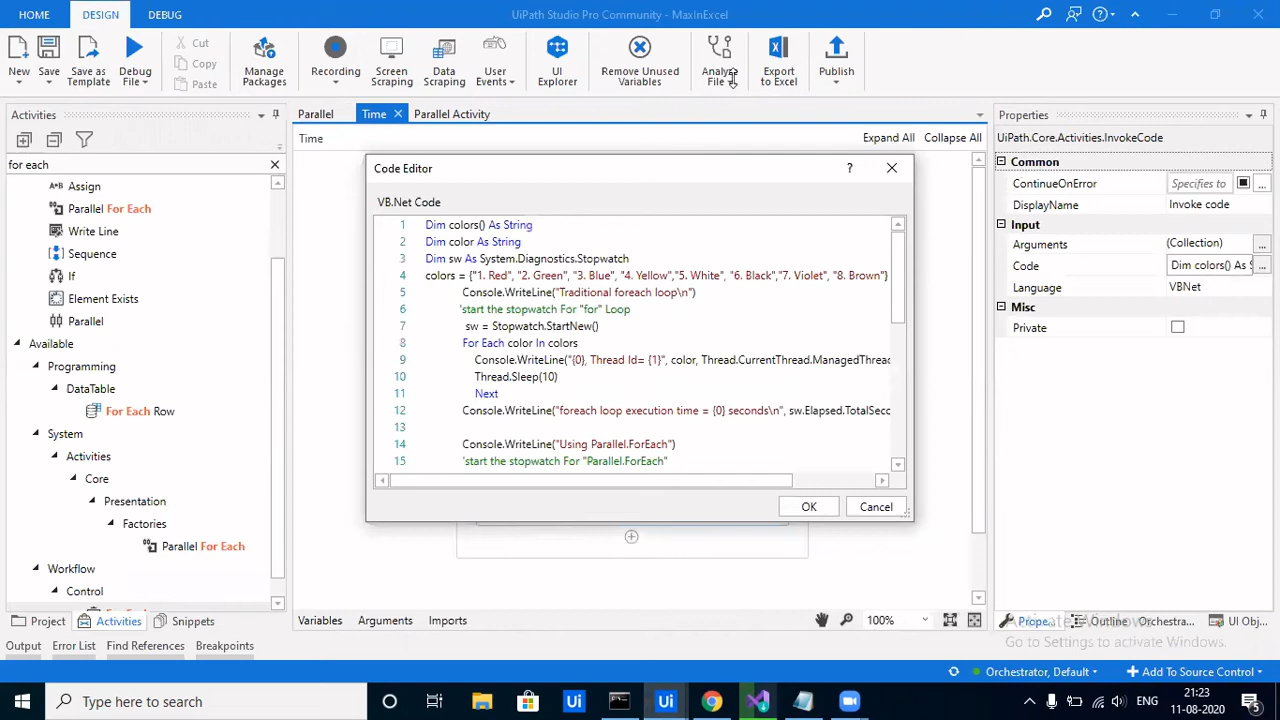 HOME
DESIGN
DEBUG
UiPath Studio Pro Community - MaxInExcel
New
Save
Save as
Template
Debug
File
Cut
Copy
Paste
Manage
Packages
Recording
Screen
Scraping
Data
Scraping
User
Events
UI
Explorer
Remove Unused
Variables
Analyze
File
Export
to Excel
Publish
Activities
for each
Assign
Parallel For Each
Write Line
Sequence
If
Element Exists
Parallel
Available
Programming
DataTable
For Each Row
System
Activities
Core
Presentation
Factories
Parallel For Each
Workflow
Control
Project
Activities
Snippets
Parallel
Time
Parallel Activity
Time
Expand All
Collapse All
Code Editor
?
VB.Net Code
1 Dim colors() As String
2 Dim color As String
3 Dim sw As System.Diagnostics.Stopwatch
4 colors = {"1. Red", "2. Green", "3. Blue", "4. Yellow","5. White", "6. Black","7. Violet", "8. Brown"}
5 Console.WriteLine("Traditional foreach loop\n")
6 'start the stopwatch For "for" Loop
7 sw = Stopwatch.StartNew()
8 For Each color In colors
9 Console.WriteLine("{0}, Thread Id= {1}", color, Thread.CurrentThread.ManagedThread
10 Thread.Sleep(10)
11 Next
12 Console.WriteLine("foreach loop execution time = {0} seconds\n", sw.Elapsed.TotalSeco
13
14 Console.WriteLine("Using Parallel.ForEach")
15 'start the stopwatch For "Parallel.ForEach"
OK
Cancel
Variables
Arguments
Imports
100%
Properties
UiPath.Core.Activities.InvokeCode
Common
ContinueOnError
Specifies to
...
DisplayName
Invoke code
Input
Arguments
(Collection)
...
Code
Dim colors() As S
...
Language
VBNet
Misc
Private
Prope...
Outline
Orchestra...
UI Obj...
Activate Windows
Go to Settings to activate Windows.
Output
Error List
Find References
Breakpoints
Orchestrator, Default
Add To Source Control
Type here to search
Ui
Ui
ENG
21:23
11-08-2020
5